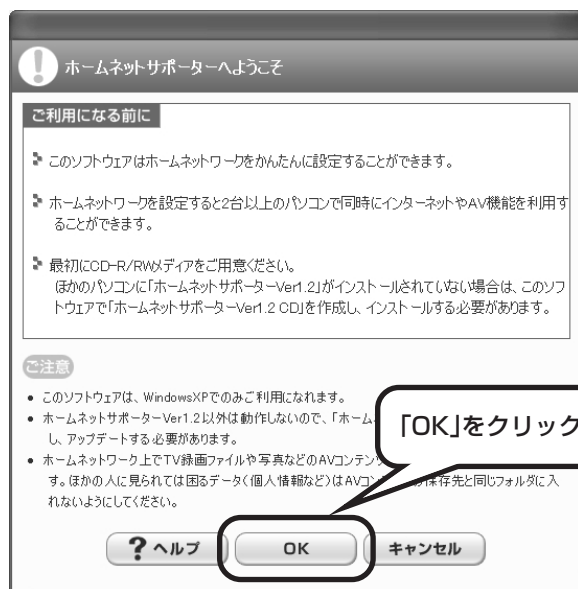 ホームネットサポーターへようこそ
ご利用になる前に
このソフトウェアはホームネットワークをかんたんに設定することができます。
ホームネットワークを設定すると2台以上のパソコンで同時にインターネットやAV機能を利用す
ることができます。
最初にCD-R/RWメディアをご用意ください。
ほかのパソコンに「ホームネットサポーターVer1.2」がインストールされていない場合は、このソフ
トウェアで「ホームネットサポーターVer1.2 CD」を作成し、インストールする必要があります。
ご注意
このソフトウェアは、WindowsXPでのみご利用になれます。
ホームネットサポーターVer1.2以外は動作しないので、「ホーム
し、アップデートする必要があります。
「OK」をクリック
ホームネットワーク上でTV録画ファイルや写真などのAVコンテン
す。ほかの人に見られては困るデータ(個人情報など)はAVコン の保存先と同じフォルダに入
れないようにしてください。
? ヘルプ
OK
キャンセル